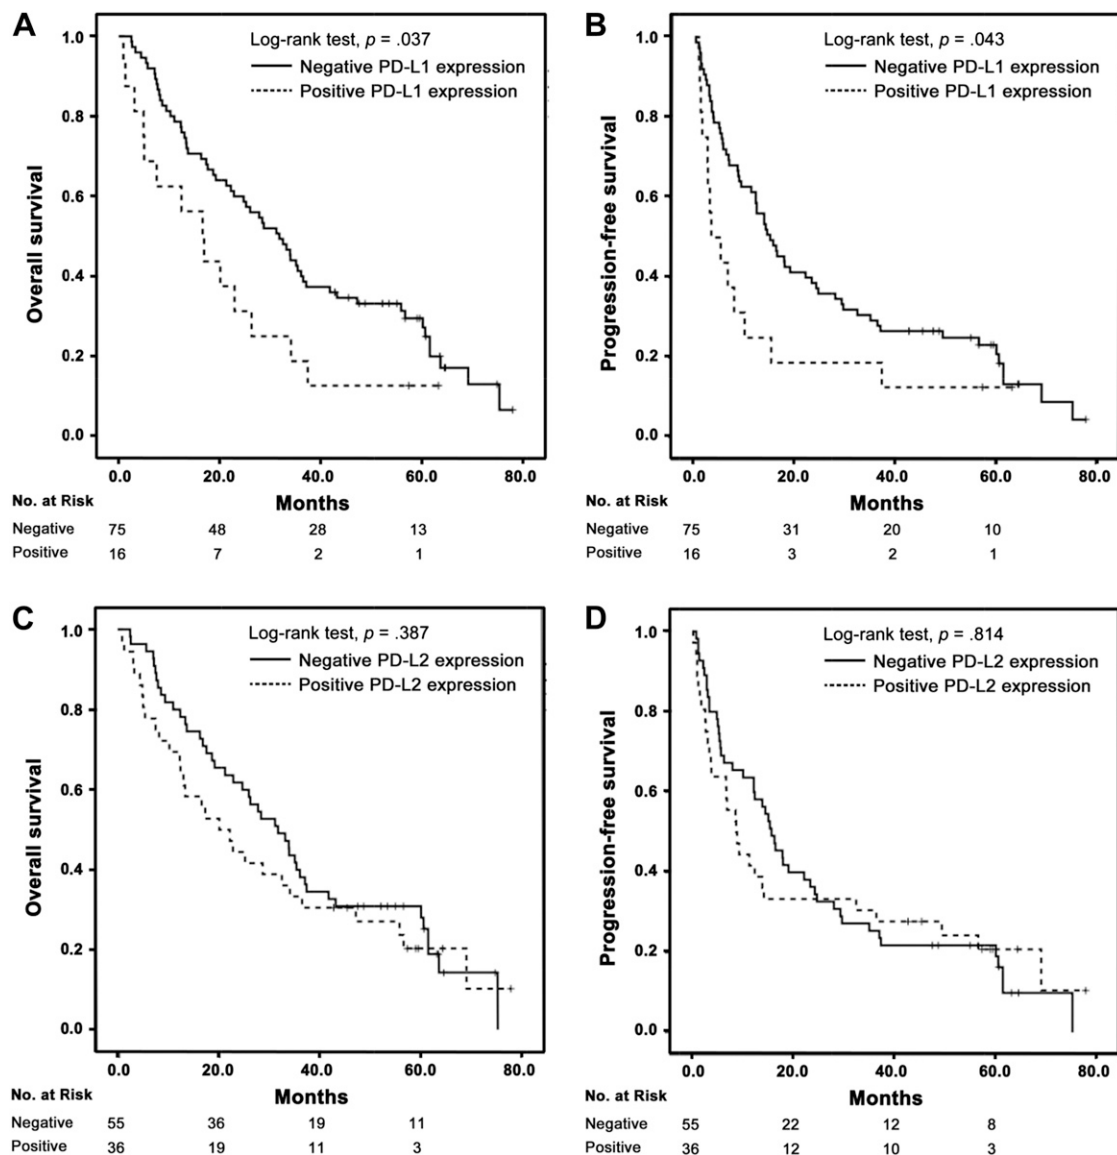 A
Log-rank test, p = .037
Negative PD-L1 expression
Positive PD-L1 expression
Overall survival
1.0
0.8
0.6
0.4
0.2
0.0
0.0 20.0 40.0 60.0 80.0
Months
No. at Risk
Negative 75 48 28 13
Positive 16 7 2 1
B
Log-rank test, p = .043
Negative PD-L1 expression
Positive PD-L1 expression
Progression-free survival
1.0
0.8
0.6
0.4
0.2
0.0
0.0 20.0 40.0 60.0 80.0
Months
No. at Risk
Negative 75 31 20 10
Positive 16 3 2 1
C
Log-rank test, p = .387
Negative PD-L2 expression
Positive PD-L2 expression
Overall survival
1.0
0.8
0.6
0.4
0.2
0.0
0.0 20.0 40.0 60.0 80.0
Months
No. at Risk
Negative 55 36 19 11
Positive 36 19 11 3
D
Log-rank test, p = .814
Negative PD-L2 expression
Positive PD-L2 expression
Progression-free survival
1.0
0.8
0.6
0.4
0.2
0.0
0.0 20.0 40.0 60.0 80.0
Months
No. at Risk
Negative 55 22 12 8
Positive 36 12 10 3